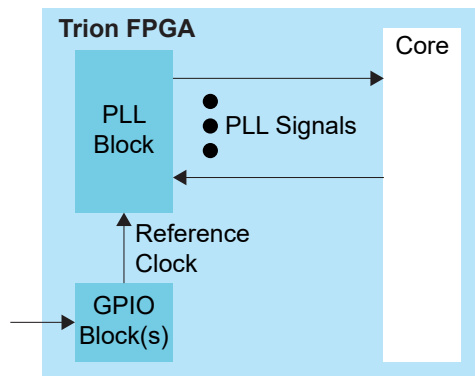 Trion FPGA
Core
PLL
Block
PLL Signals
Reference
Clock
GPIO
Block(s)